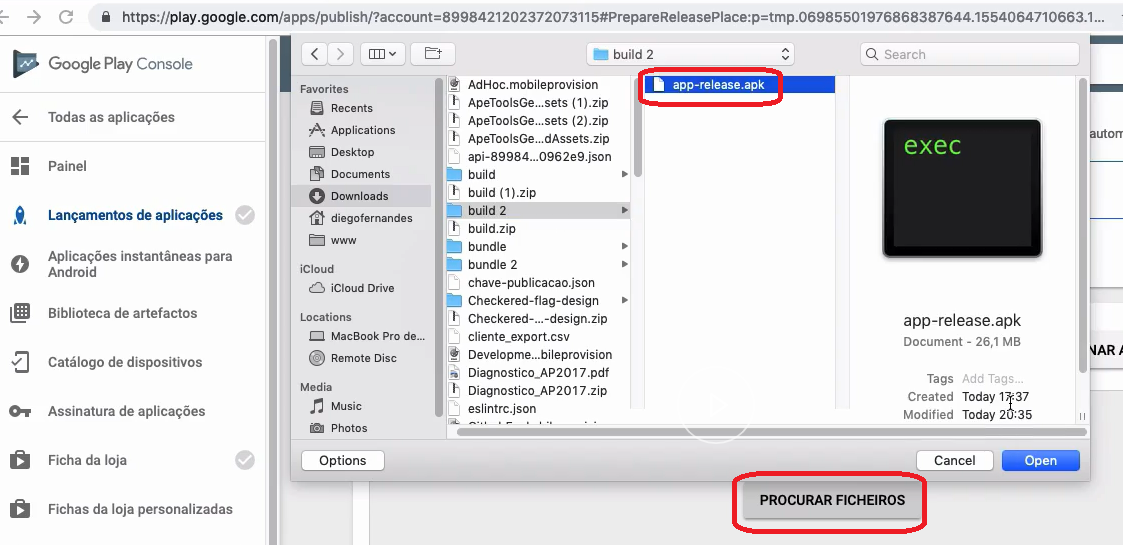 https://play.google.com/apps/publish/?account=8998421202372073115#PrepareReleasePlace:p=tmp.06985501976868387644.1554064710663.1...
Google Play Console
Todas as aplicações
Painel
Lançamentos de aplicações
Aplicações instantâneas para
Android
Biblioteca de artefactos
Catálogo de dispositivos
Assinatura de aplicações
Ficha da loja
Fichas da loja personalizadas
build 2
Search
Favorites
Recents
Applications
Desktop
Documents
Downloads
diegofernandes
www
iCloud
iCloud Drive
Locations
MacBook Pro de...
Remote Disc
Media
Music
Photos
AdHoc.mobileprovision
ApeToolsGe...sets (1).zip
ApeToolsGe...sets (2).zip
ApeToolsGe...dAssets.zip
api-89984...0962e9.json
build
build (1).zip
build 2
build.zip
bundle
bundle 2
chave-publicacao.json
Checkered-flag-design
Checkered-...-design.zip
cliente_export.csv
Developme...bileprovision
Diagnostico_AP2017.pdf
Diagnostico_AP2017.zip
eslintrc.json
app-release.apk
exec
app-release.apk
Document - 26,1 MB
Tags Add Tags...
Created Today 17:37
Modified Today 20:35
Options
Cancel
Open
autom
NAR A
PROCURAR FICHEIROS